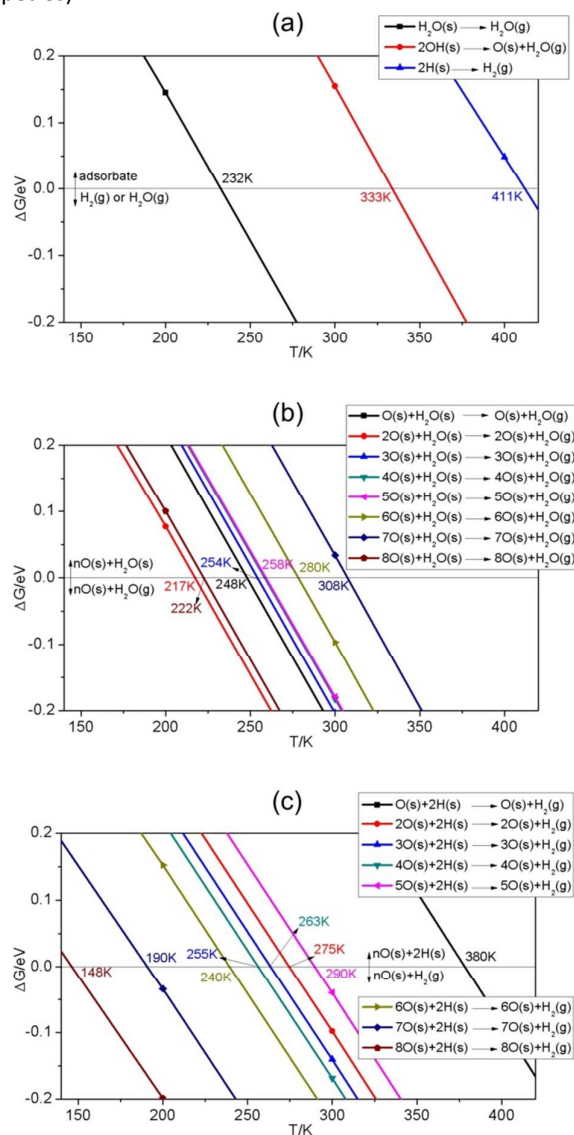 (a)
H₂O(s) → H₂O(g)
2OH(s) → O(s)+H₂O(g)
2H(s) → H₂(g)
0.2
0.1
0.0
-0.1
-0.2
ΔG/eV
adsorbate
H₂(g) or H₂O(g)
232K
333K
411K
150 200 250 300 350 400
T/K
(b)
O(s)+H₂O(s) → O(s)+H₂O(g)
2O(s)+H₂O(s) → 2O(s)+H₂O(g)
3O(s)+H₂O(s) → 3O(s)+H₂O(g)
4O(s)+H₂O(s) → 4O(s)+H₂O(g)
5O(s)+H₂O(s) → 5O(s)+H₂O(g)
6O(s)+H₂O(s) → 6O(s)+H₂O(g)
7O(s)+H₂O(s) → 7O(s)+H₂O(g)
8O(s)+H₂O(s) → 8O(s)+H₂O(g)
0.2
0.1
0.0
-0.1
-0.2
ΔG/eV
nO(s)+H₂O(s)
nO(s)+H₂O(g)
254K
258K
280K
217K
248K
308K
222K
150 200 250 300 350 400
T/K
(c)
O(s)+2H(s) → O(s)+H₂(g)
2O(s)+2H(s) → 2O(s)+H₂(g)
3O(s)+2H(s) → 3O(s)+H₂(g)
4O(s)+2H(s) → 4O(s)+H₂(g)
5O(s)+2H(s) → 5O(s)+H₂(g)
0.2
0.1
0.0
-0.1
-0.2
ΔG/eV
263K
148K
190K
255K
240K
275K
290K
nO(s)+2H(s)
nO(s)+H₂(g)
380K
6O(s)+2H(s) → 6O(s)+H₂(g)
7O(s)+2H(s) → 7O(s)+H₂(g)
8O(s)+2H(s) → 8O(s)+H₂(g)
150 200 250 300 350 400
T/K